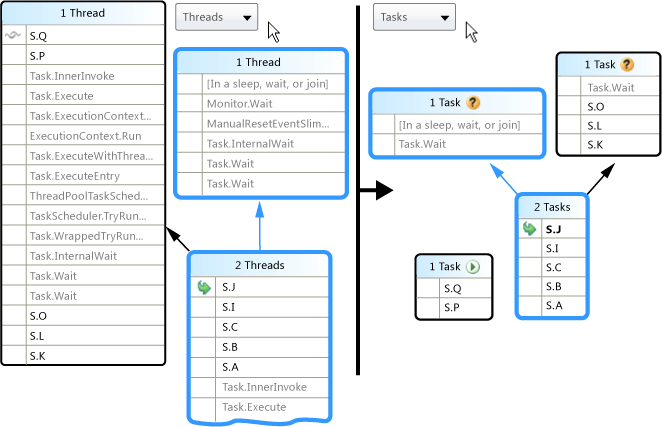 1 Thread
S.Q
S.P
Task.InnerInvoke
Task.Execute
Task.ExecutionContext...
ExecutionContext.Run
Task.ExecuteWithThrea...
Task.ExecuteEntry
ThreadPoolTaskSched...
TaskScheduler.TryRun...
Task.WrappedTryRun...
Task.InternalWait
Task.Wait
Task.Wait
S.O
S.L
S.K
Threads
1 Thread
[In a sleep, wait, or join]
Monitor.Wait
ManualResetEventSlim...
Task.InternalWait
Task.Wait
Task.Wait
2 Threads
S.J
S.I
S.C
S.B
S.A
Task.InnerInvoke
Task.Execute
Tasks
1 Task ?
[In a sleep, wait, or join]
Task.Wait
1 Task ?
Task.Wait
S.O
S.L
S.K
2 Tasks
S.J
S.I
S.C
S.B
S.A
1 Task
S.Q
S.P